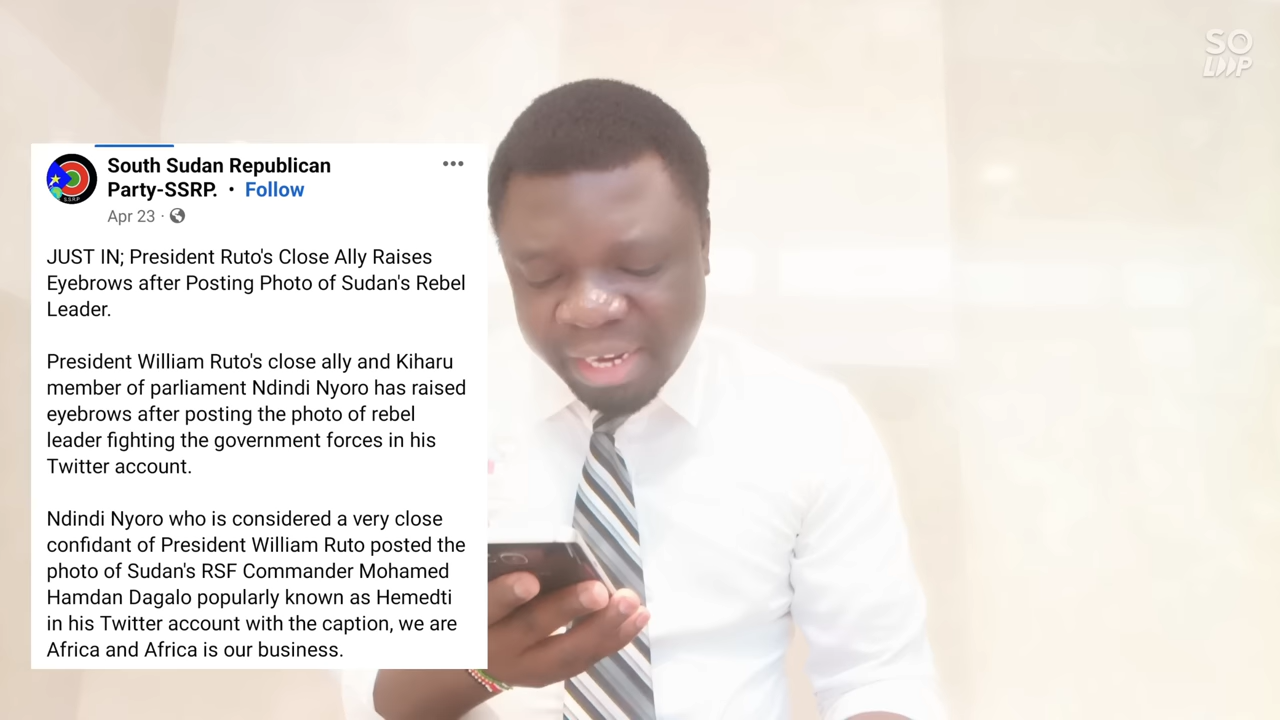 South Sudan Republican
Party-SSRP. • Follow
Apr 23 ·
JUST IN; President Ruto's Close Ally Raises
Eyebrows after Posting Photo of Sudan's Rebel
Leader.
President William Ruto's close ally and Kiharu
member of parliament Ndindi Nyoro has raised
eyebrows after posting the photo of rebel
leader fighting the government forces in his
Twitter account.
Ndindi Nyoro who is considered a very close
confidant of President William Ruto posted the
photo of Sudan's RSF Commander Mohamed
Hamdan Dagalo popularly known as Hemedti
in his Twitter account with the caption, we are
Africa and Africa is our business.
SO
LOOP